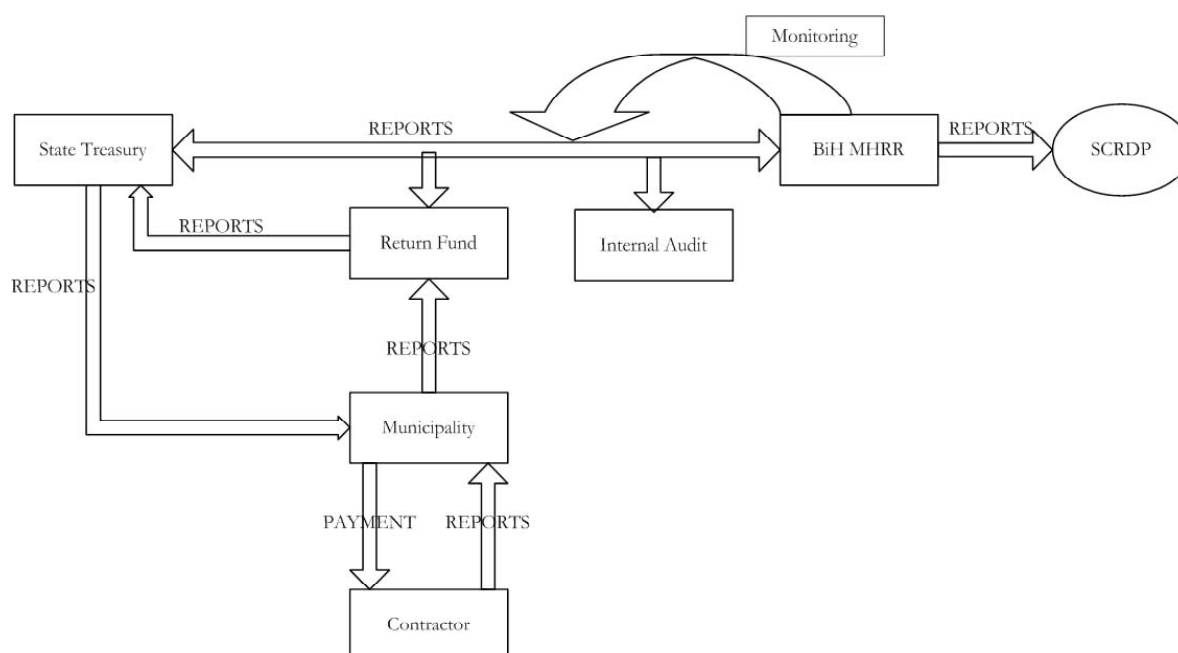 Monitoring
REPORTS
REPORTS
State Treasury
BiH MHRR
SCRDP
REPORTS
Return Fund
Internal Audit
REPORTS
REPORTS
Municipality
PAYMENT
REPORTS
Contractor